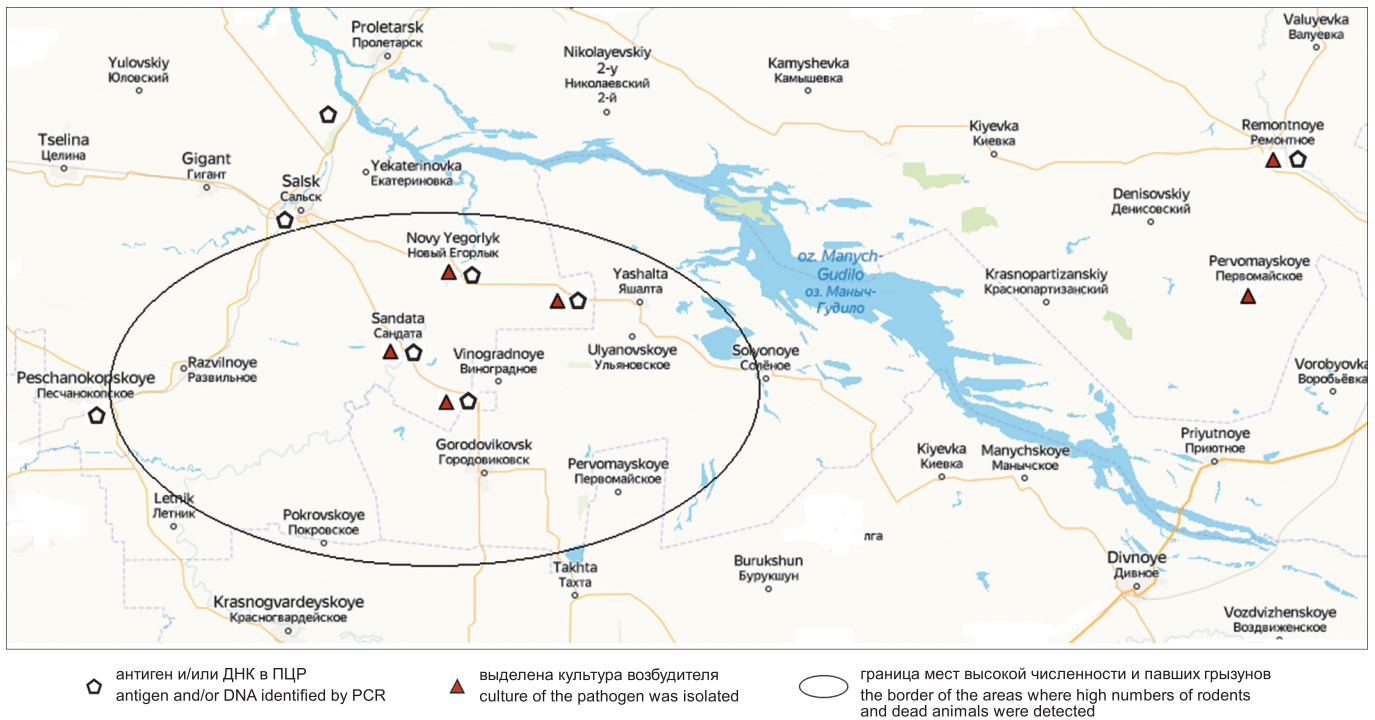 Proletarsk
Пролетарск
Valuyevka
Валуевка
Yulovskiy
Юловский
Nikolayevskiy
2-y
Николаевский
2-й
Kamyshevka
Камышевка
Tselina
Целина
Gigant
Гигант
Yekaterinovka
Екатериновка
Kiyevka
Киевка
Remontnoye
Ремонтное
Salsk
Сальск
Denisovskiy
Денисовский
Novy Yegorlyk
Новый Егорлык
Yashalta
Яшалта
oz. Manych-
Gudilo
оз. Маныч-
Гудило
Krasnopartizanskiy
Краснопартизанский
Pervomayskoye
Первомайское
Sandata
Сандата
Vinogradnoye
Виноградное
Ulyanovskoye
Ульяновское
Solyonoye
Солёное
Razvilnoye
Развильное
Peschanokopskoye
Песчанокопское
Vorobyovka
Воробьёвка
Gorodovikovsk
Городовиковск
Pervomayskoye
Первомайское
Kiyevka
Киевка
Manychskoye
Манычское
Priyutnoye
Приютное
Letnik
Летник
Pokrovskoye
Покровское
лга
Takhta
Тахта
Burukshun
Бурукшун
Divnoye
Дивное
Krasnogvardeyskoye
Красногвардейское
Vozdvizhenskoye
Воздвиженское
антиген и/или ДНК в ПЦР
antigen and/or DNA identified by PCR
выделена культура возбудителя
culture of the pathogen was isolated
граница мест высокой численности и павших грызунов
the border of the areas where high numbers of rodents
and dead animals were detected